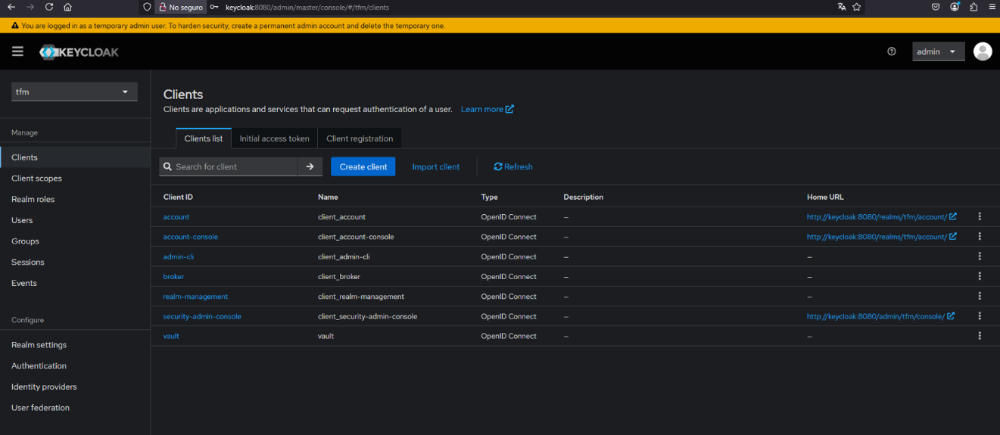 No seguro keycloak:8080/admin/master/console/#/tfm/clients
You are logged in as a temporary admin user. To harden security, create a permanent admin account and delete the temporary one.
KEYCLOAK admin
tfm
Manage
Clients
Client scopes
Realm roles
Users
Groups
Sessions
Events
Configure
Realm settings
Authentication
Identity providers
User federation
Clients
Clients are applications and services that can request authentication of a user. Learn more
Clients list Initial access token Client registration
Search for client Create client Import client Refresh
Client ID Name Type Description Home URL
account client_account OpenID Connect – http://keycloak:8080/realms/tfm/account/
account-console client_account-console OpenID Connect – http://keycloak:8080/realms/tfm/account/
admin-cli client_admin-cli OpenID Connect – –
broker client_broker OpenID Connect – –
realm-management client_realm-management OpenID Connect – –
security-admin-console client_security-admin-console OpenID Connect – http://keycloak:8080/admin/tfm/console/
vault vault OpenID Connect – –